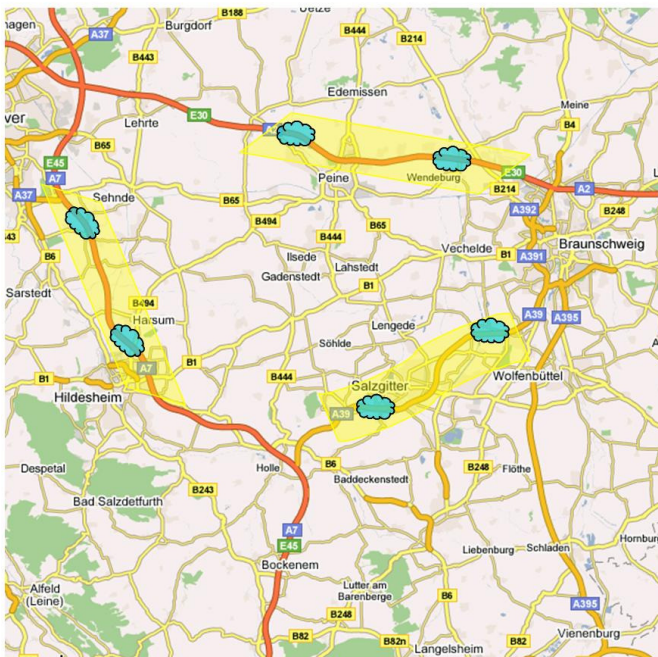 B188
Uetze
hagen
Burgdorf
A37
B444
B214
B443
Edemissen
Meine
ver
Lehrte
E30
B4
B65
E45
A7
Peine
Wendeburg
E30
B214
A2
A37
Sehnde
B65
B494
A392
B248
B43
B6
B444
B65
Vechelde
B1
A391
Braunschweig
Ilsede
Lahstedt
Gadenstedt
B1
Sarstedt
B494
Harsum
Lengede
A39
A395
Söhlde
B1
A7
B1
B444
Salzgitter
Wolfenbüttel
Hildesheim
A39
Despetal
Holle
B6
Baddeckenstedt
B248
Flöthe
B243
Bad Salzdetfurth
A7
E45
Hornburg
Liebenburg
Schladen
Bockenem
Alfeld
(Leine)
Lutter am
Barenberge
B6
A395
B248
B82
B82n
Langelsheim
B82
Vienenburg